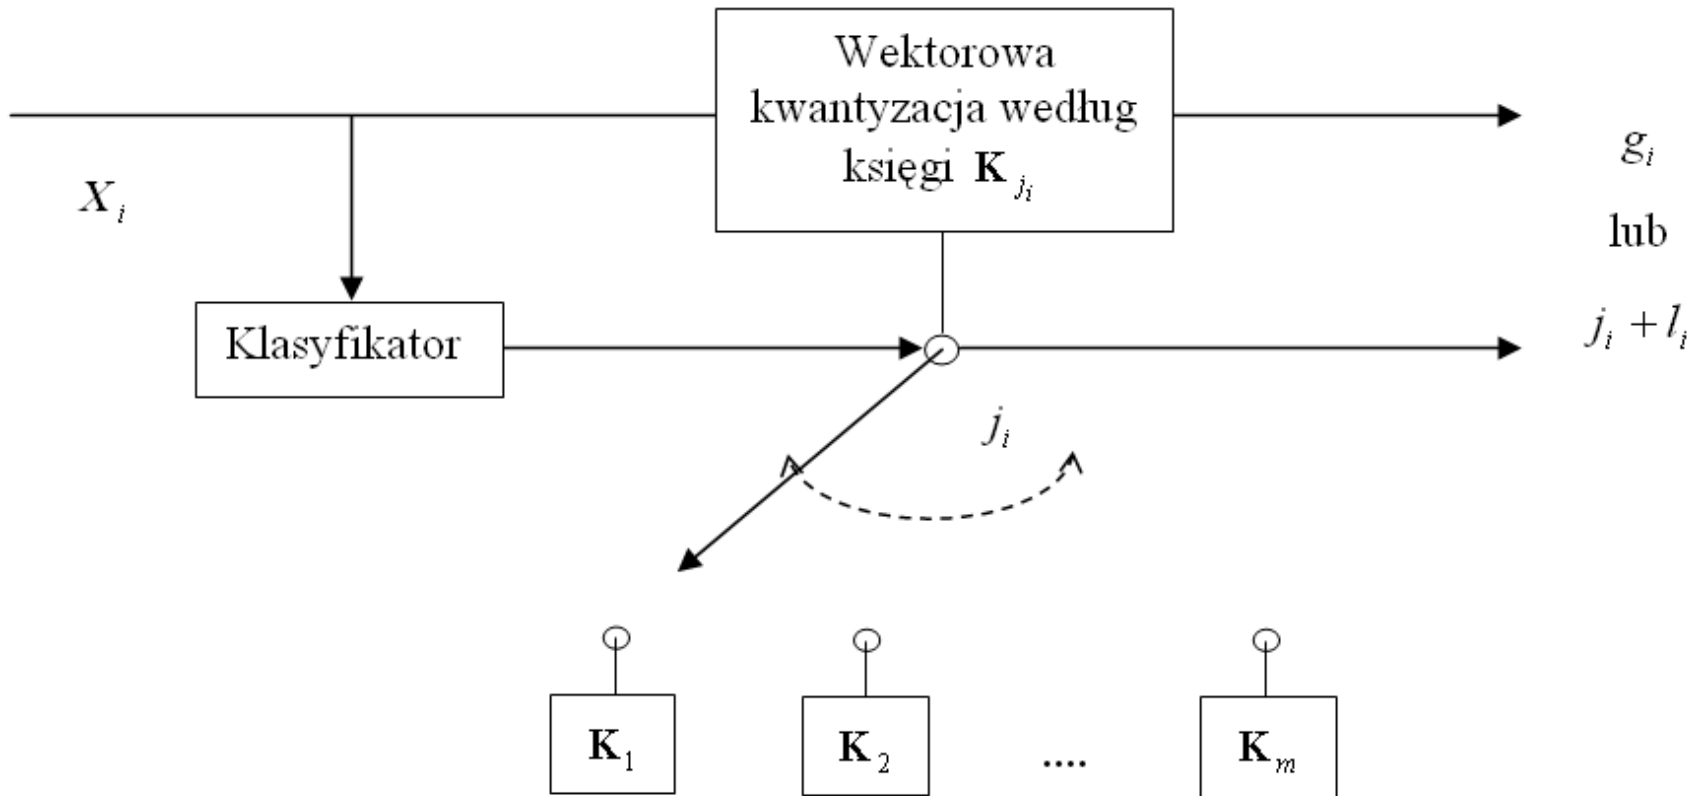 Wektorowa
kwantyzacja według
księgi K_{j_i}
X_i
g_i
lub
j_i + l_i
Klasyfikator
j_i
K_1
K_2
....
K_m